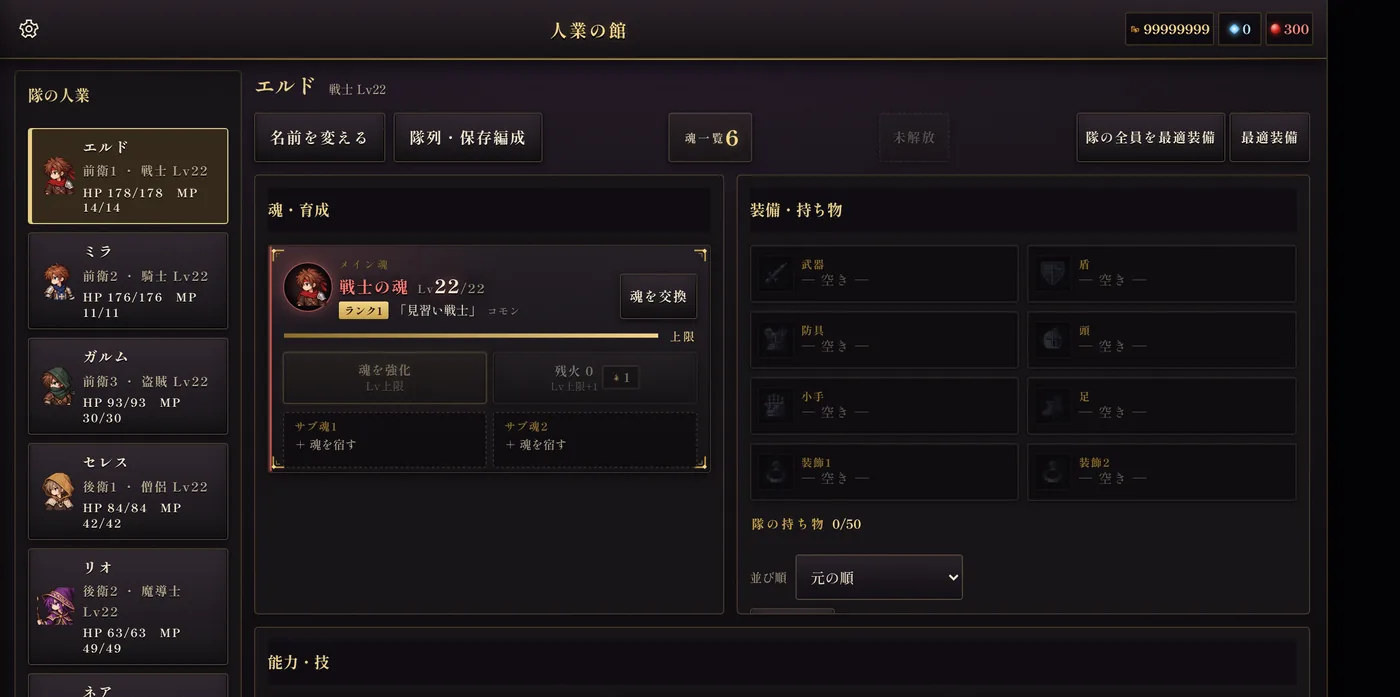 人業の館
99999999
0
300
隊の人業
エルド
前衛1 ・ 戦士 Lv22
HP 178/178 MP
14/14
ミラ
前衛2 ・ 騎士 Lv22
HP 176/176 MP
11/11
ガルム
前衛3 ・ 盗賊 Lv22
HP 93/93 MP
30/30
セレス
後衛1 ・ 僧侶 Lv22
HP 84/84 MP
42/42
リオ
後衛2 ・ 魔導士
Lv22
HP 63/63 MP
49/49
ネア
エルド 戦士 Lv22
名前を変える
隊列・保存編成
魂一覧6
未解放
隊の全員を最適装備
最適装備
魂・育成
メイン魂
戦士の魂 Lv22/22
ランク1 「見習い戦士」 コモン
魂を交換
上限
魂を強化
Lv上限
残火 0
Lv上限+1
1
サブ魂1
+ 魂を宿す
サブ魂2
+ 魂を宿す
装備・持ち物
武器
— 空き —
盾
— 空き —
防具
— 空き —
頭
— 空き —
小手
— 空き —
足
— 空き —
装飾1
— 空き —
装飾2
— 空き —
隊の持ち物 0/50
並び順
元の順
能力・技